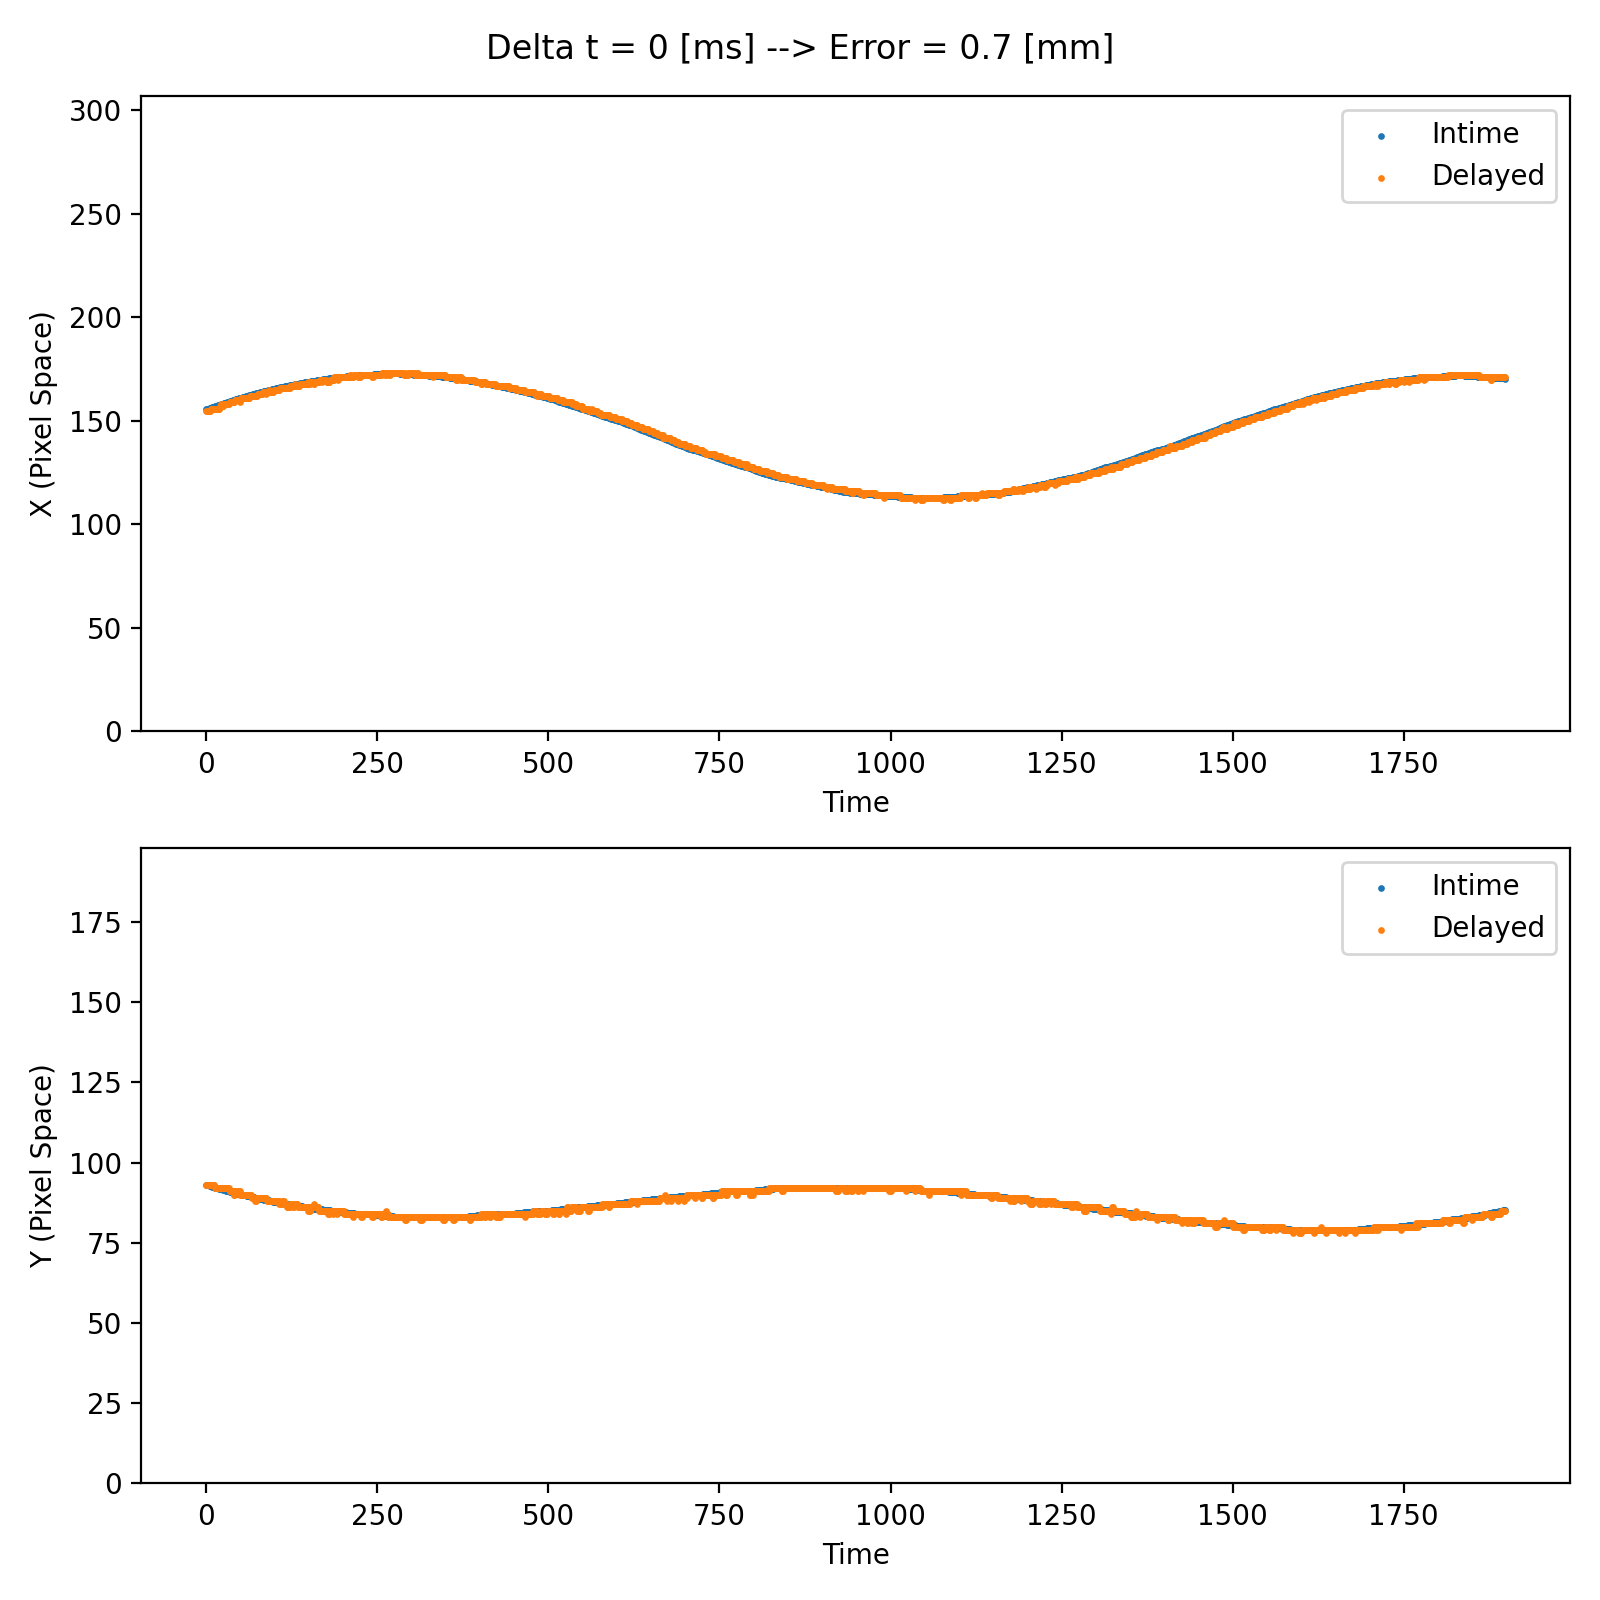 Delta t = 0 [ms] --> Error = 0.7 [mm]
300
250
200
150
100
50
0
X (Pixel Space)
Intime
Delayed
0 250 500 750 1000 1250 1500 1750
Time
175
150
125
100
75
50
25
0
Y (Pixel Space)
Intime
Delayed
0 250 500 750 1000 1250 1500 1750
Time